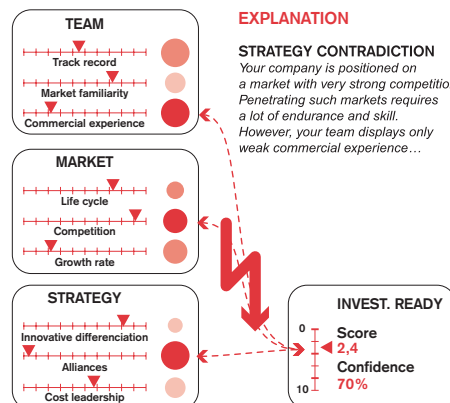 TEAM
Track record
Market familiarity
Commercial experience
MARKET
Life cycle
Competition
Growth rate
STRATEGY
Innovative differenciation
Alliances
Cost leadership
EXPLANATION
STRATEGY CONTRADICTION
Your company is positioned on
a market with very strong competitio
Penetrating such markets requires
a lot of endurance and skill.
However, your team displays only
weak commercial experience…
INVEST. READY
0
Score
2,4
Confidence
70%
10